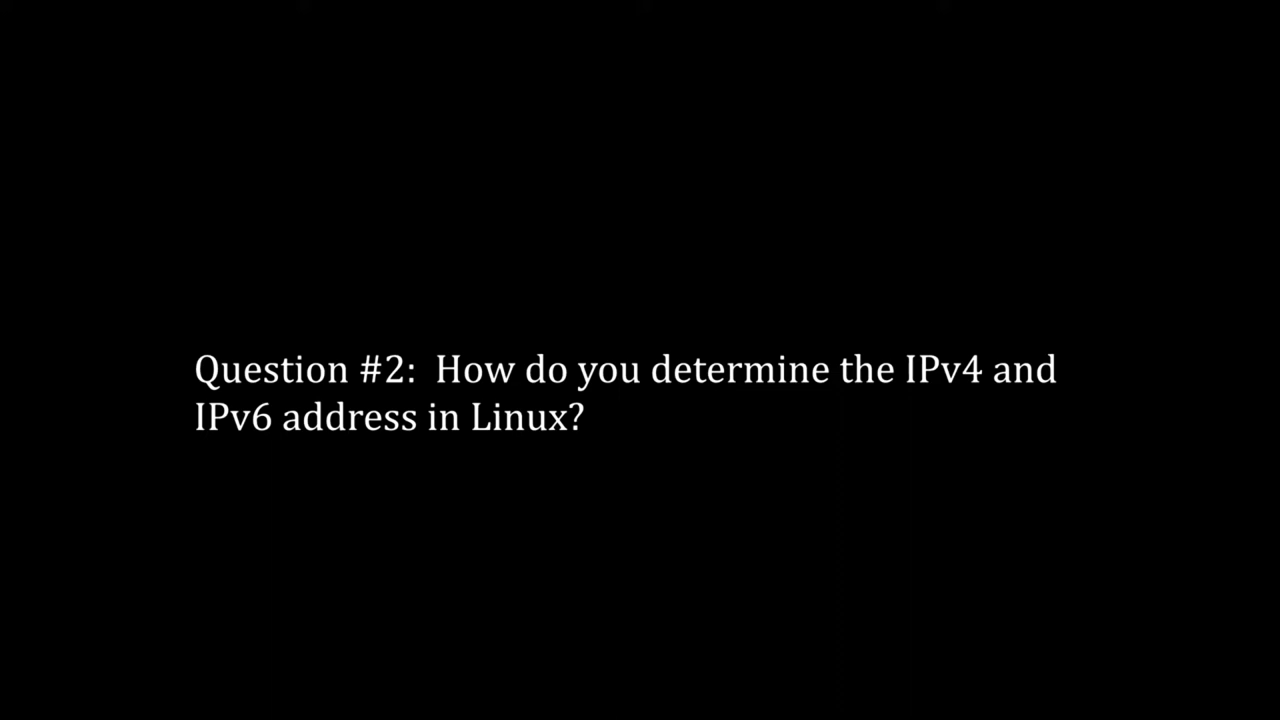 Question #2:  How do you determine the IPv4 and
IPv6 address in Linux?